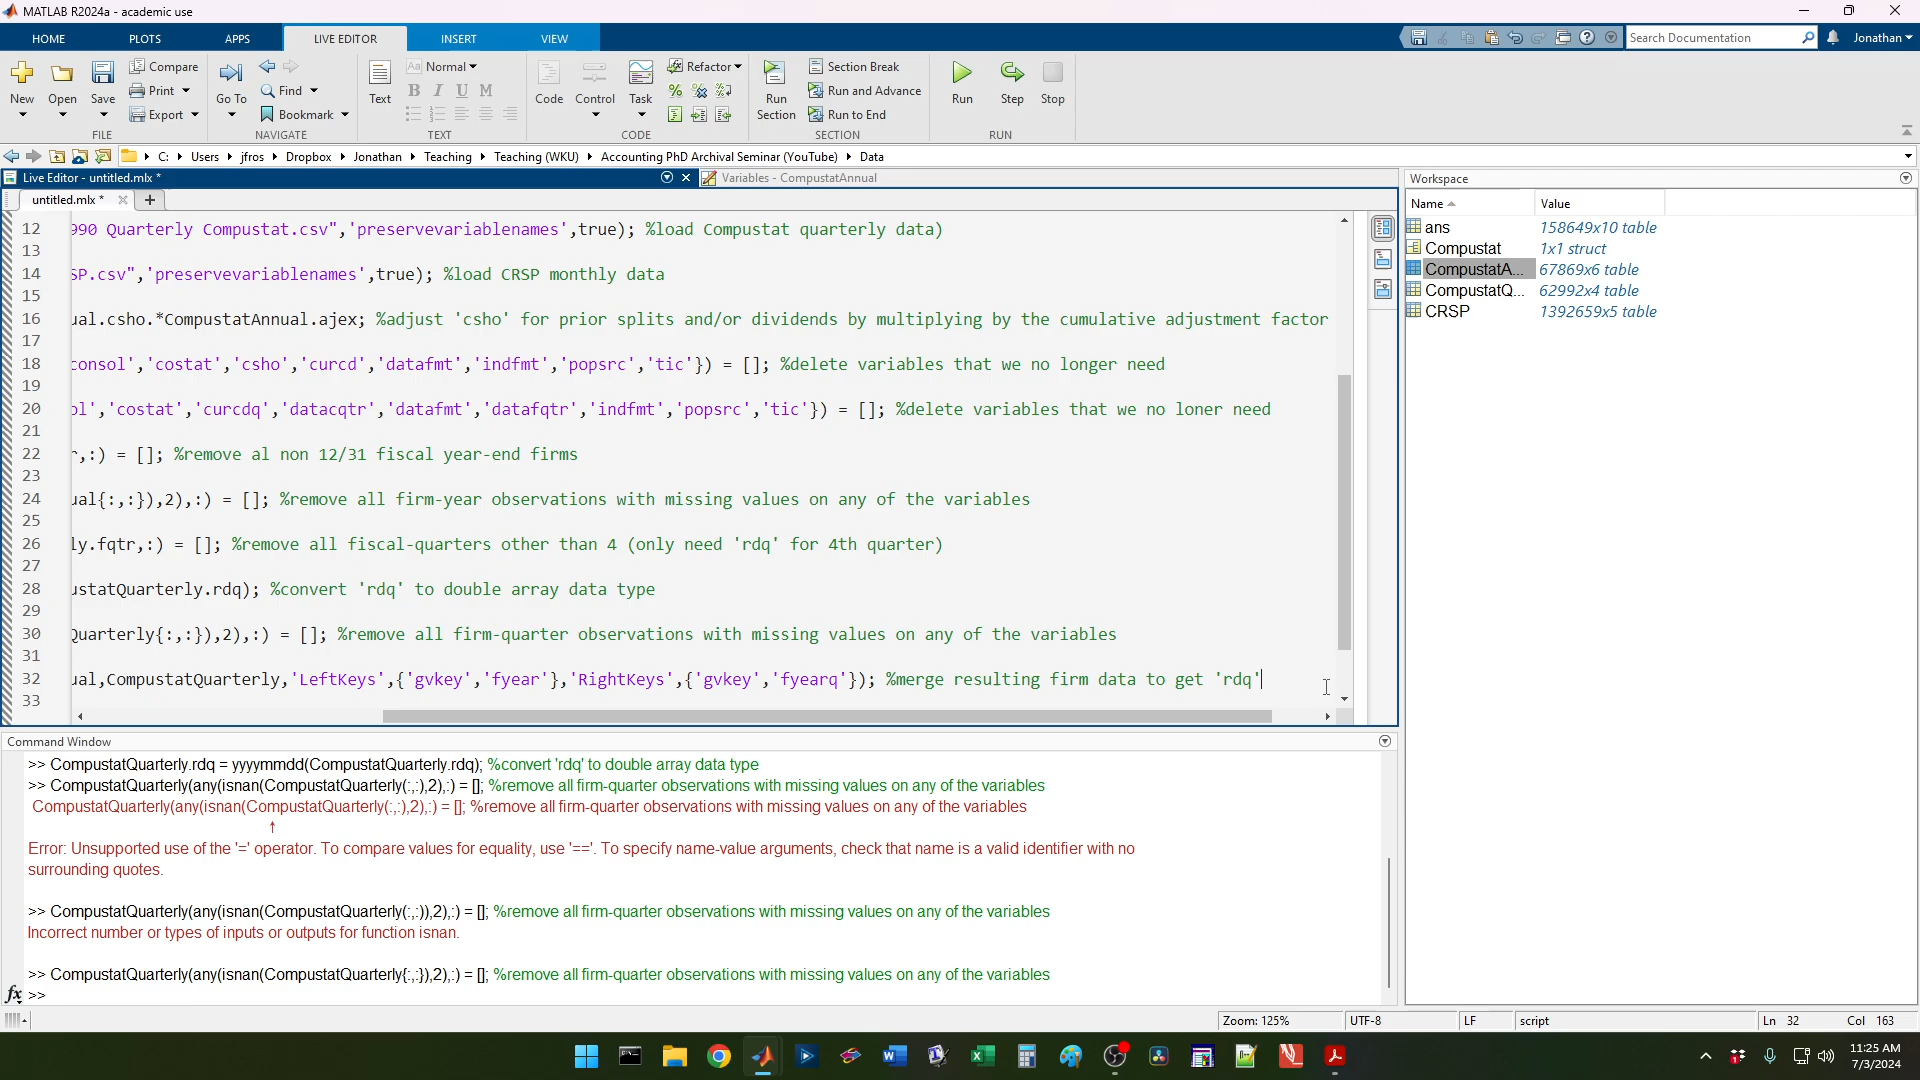 MATLAB R2024a - academic use
HOME PLOTS APPS LIVE EDITOR INSERT VIEW
Search Documentation
Jonathan
New Open Save
Compare
Print
Export
FILE
Go To
Find
Bookmark
NAVIGATE
Text
Aa Normal
B I U M
TEXT
Code Control Task
Refactor
CODE
Run Section
Section Break
Run and Advance
Run to End
SECTION
Run Step Stop
RUN
C: Users jfros Dropbox Jonathan Teaching Teaching (WKU) Accounting PhD Archival Seminar (YouTube) Data
Live Editor - untitled.mlx *
Variables - CompustatAnnual
untitled.mlx *
12 990 Quarterly Compustat.csv",'preservevariablenames',true); %load Compustat quarterly data)
13
14 SP.csv",'preservevariablenames',true); %load CRSP monthly data
15
16 ual.csho.*CompustatAnnual.ajex; %adjust 'csho' for prior splits and/or dividends by multiplying by the cumulative adjustment factor
17
18 consol','costat','csho','curcd','datafmt','indfmt','popsrc','tic'}) = []; %delete variables that we no longer need
19
20 ol','costat','curcdq','datacqtr','datafmt','datafqtr','indfmt','popsrc','tic'}) = []; %delete variables that we no loner need
21
22 r,:) = []; %remove al non 12/31 fiscal year-end firms
23
24 ual{:,:}),2),:) = []; %remove all firm-year observations with missing values on any of the variables
25
26 ly.fqtr,:) = []; %remove all fiscal-quarters other than 4 (only need 'rdq' for 4th quarter)
27
28 ustatQuarterly.rdq); %convert 'rdq' to double array data type
29
30 Quarterly{:,:}),2),:) = []; %remove all firm-quarter observations with missing values on any of the variables
31
32 ual,CompustatQuarterly,'LeftKeys',{'gvkey','fyear'},'RightKeys',{'gvkey','fyearq'}); %merge resulting firm data to get 'rdq'
33
Workspace
Name Value
ans 158649x10 table
Compustat 1x1 struct
CompustatA... 67869x6 table
CompustatQ... 62992x4 table
CRSP 1392659x5 table
Command Window
>> CompustatQuarterly.rdq = yyyymmdd(CompustatQuarterly.rdq); %convert 'rdq' to double array data type
>> CompustatQuarterly(any(isnan(CompustatQuarterly(:,:),2),:) = []; %remove all firm-quarter observations with missing values on any of the variables
CompustatQuarterly(any(isnan(CompustatQuarterly(:,:),2),:) = []; %remove all firm-quarter observations with missing values on any of the variables
↑
Error: Unsupported use of the '=' operator. To compare values for equality, use '=='. To specify name-value arguments, check that name is a valid identifier with no
surrounding quotes.
>> CompustatQuarterly(any(isnan(CompustatQuarterly(:,:)),2),:) = []; %remove all firm-quarter observations with missing values on any of the variables
Incorrect number or types of inputs or outputs for function isnan.
>> CompustatQuarterly(any(isnan(CompustatQuarterly{:,:}),2),:) = []; %remove all firm-quarter observations with missing values on any of the variables
fx >>
Zoom: 125% UTF-8 LF script Ln 32 Col 163
11:25 AM
7/3/2024